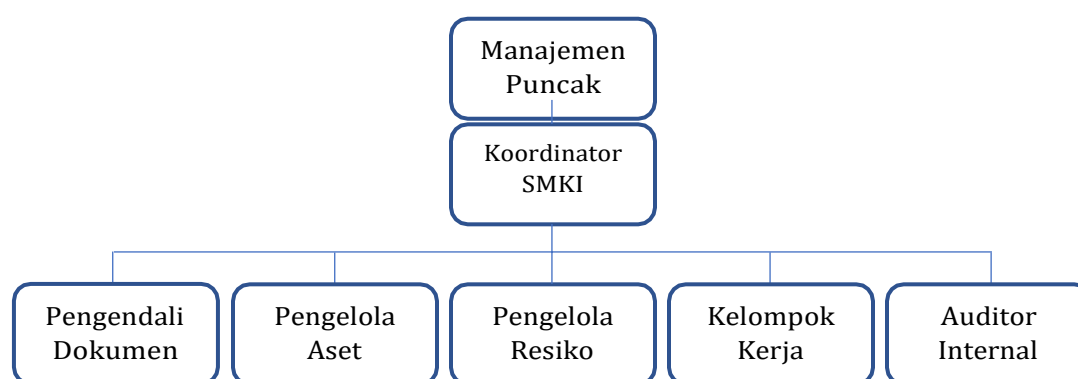 Manajemen
Puncak
Koordinator
SMKI
Pengendali
Dokumen
Pengelola
Aset
Pengelola
Resiko
Kelompok
Kerja
Auditor
Internal